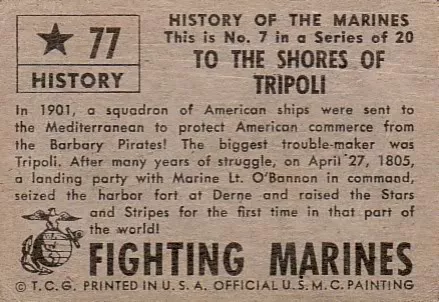 ★ 77
HISTORY
HISTORY OF THE MARINES
This is No. 7 in a Series of 20
TO THE SHORES OF
TRIPOLI
In 1901, a squadron of American ships were sent to
the Mediterranean to protect American commerce from
the Barbary Pirates! The biggest trouble-maker was
Tripoli. After many years of struggle, on April 27, 1805,
a landing party with Marine Lt. O'Bannon in command,
seized the harbor fort at Derne and raised the Stars
and Stripes for the first time in that part of
the world!
FIGHTING MARINES
© T.C.G. PRINTED IN U.S.A. OFFICIAL U.S.M.C. PAINTING